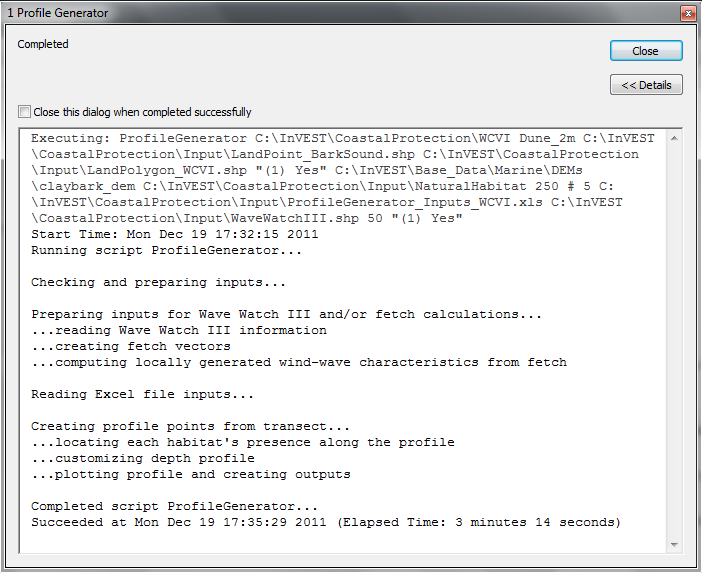 1 Profile Generator
Completed
Close
<< Details
Close this dialog when completed successfully
Executing: ProfileGenerator C:\InVEST\CoastalProtection\WCVI Dune_2m C:\InVEST
\CoastalProtection\Input\LandPoint_BarkSound.shp C:\InVEST\CoastalProtection
\Input\LandPolygon_WCVI.shp "(1) Yes" C:\InVEST\Base_Data\Marine\DEMs
\claybark_dem C:\InVEST\CoastalProtection\Input\NaturalHabitat 250 # 5 C:
\InVEST\CoastalProtection\Input\ProfileGenerator_Inputs_WCVI.xls C:\InVEST
\CoastalProtection\Input\WaveWatchIII.shp 50 "(1) Yes"
Start Time: Mon Dec 19 17:32:15 2011
Running script ProfileGenerator...
Checking and preparing inputs...
Preparing inputs for Wave Watch III and/or fetch calculations...
...reading Wave Watch III information
...creating fetch vectors
...computing locally generated wind-wave characteristics from fetch
Reading Excel file inputs...
Creating profile points from transect...
...locating each habitat's presence along the profile
...customizing depth profile
...plotting profile and creating outputs
Completed script ProfileGenerator...
Succeeded at Mon Dec 19 17:35:29 2011 (Elapsed Time: 3 minutes 14 seconds)